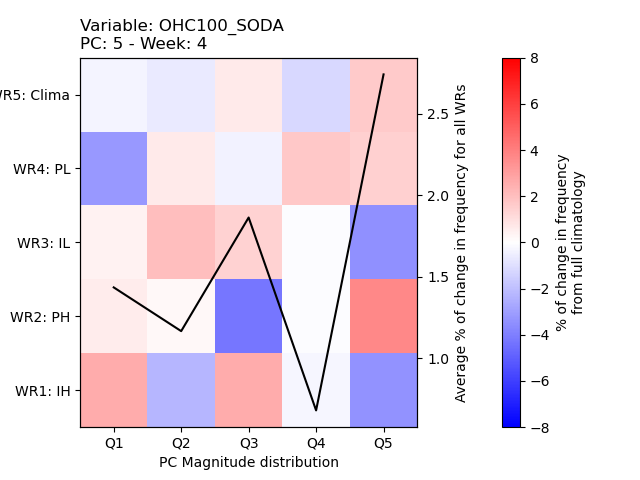 Variable: OHC100_SODA
PC: 5 - Week: 4
WR5: Clima
WR4: PL
WR3: IL
WR2: PH
WR1: IH
Q1 Q2 Q3 Q4 Q5
PC Magnitude distribution
2.5
2.0
1.5
1.0
Average % of change in frequency for all WRs
8
6
4
2
0
−2
−4
−6
−8
% of change in frequency
from full climatology